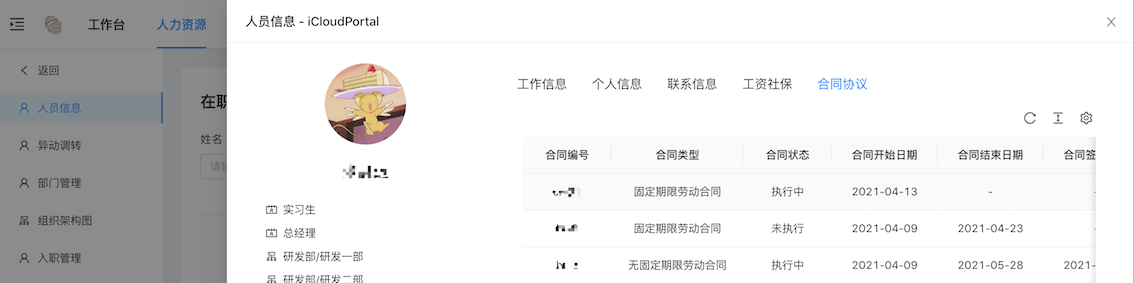 人员信息 - iCloudPortal
工作台 人力资源
返回
人员信息
异动调转
部门管理
组织架构图
入职管理
在职
姓名
请输
实习生
总经理
研发部/研发一部
研发部/研发二部
工作信息 个人信息 联系信息 工资社保 合同协议
合同编号 合同类型 合同状态 合同开始日期 合同结束日期 合同签
固定期限劳动合同 执行中 2021-04-13 - -
固定期限劳动合同 未执行 2021-04-09 2021-04-23 -
无固定期限劳动合同 执行中 2021-04-09 2021-05-28 2021-